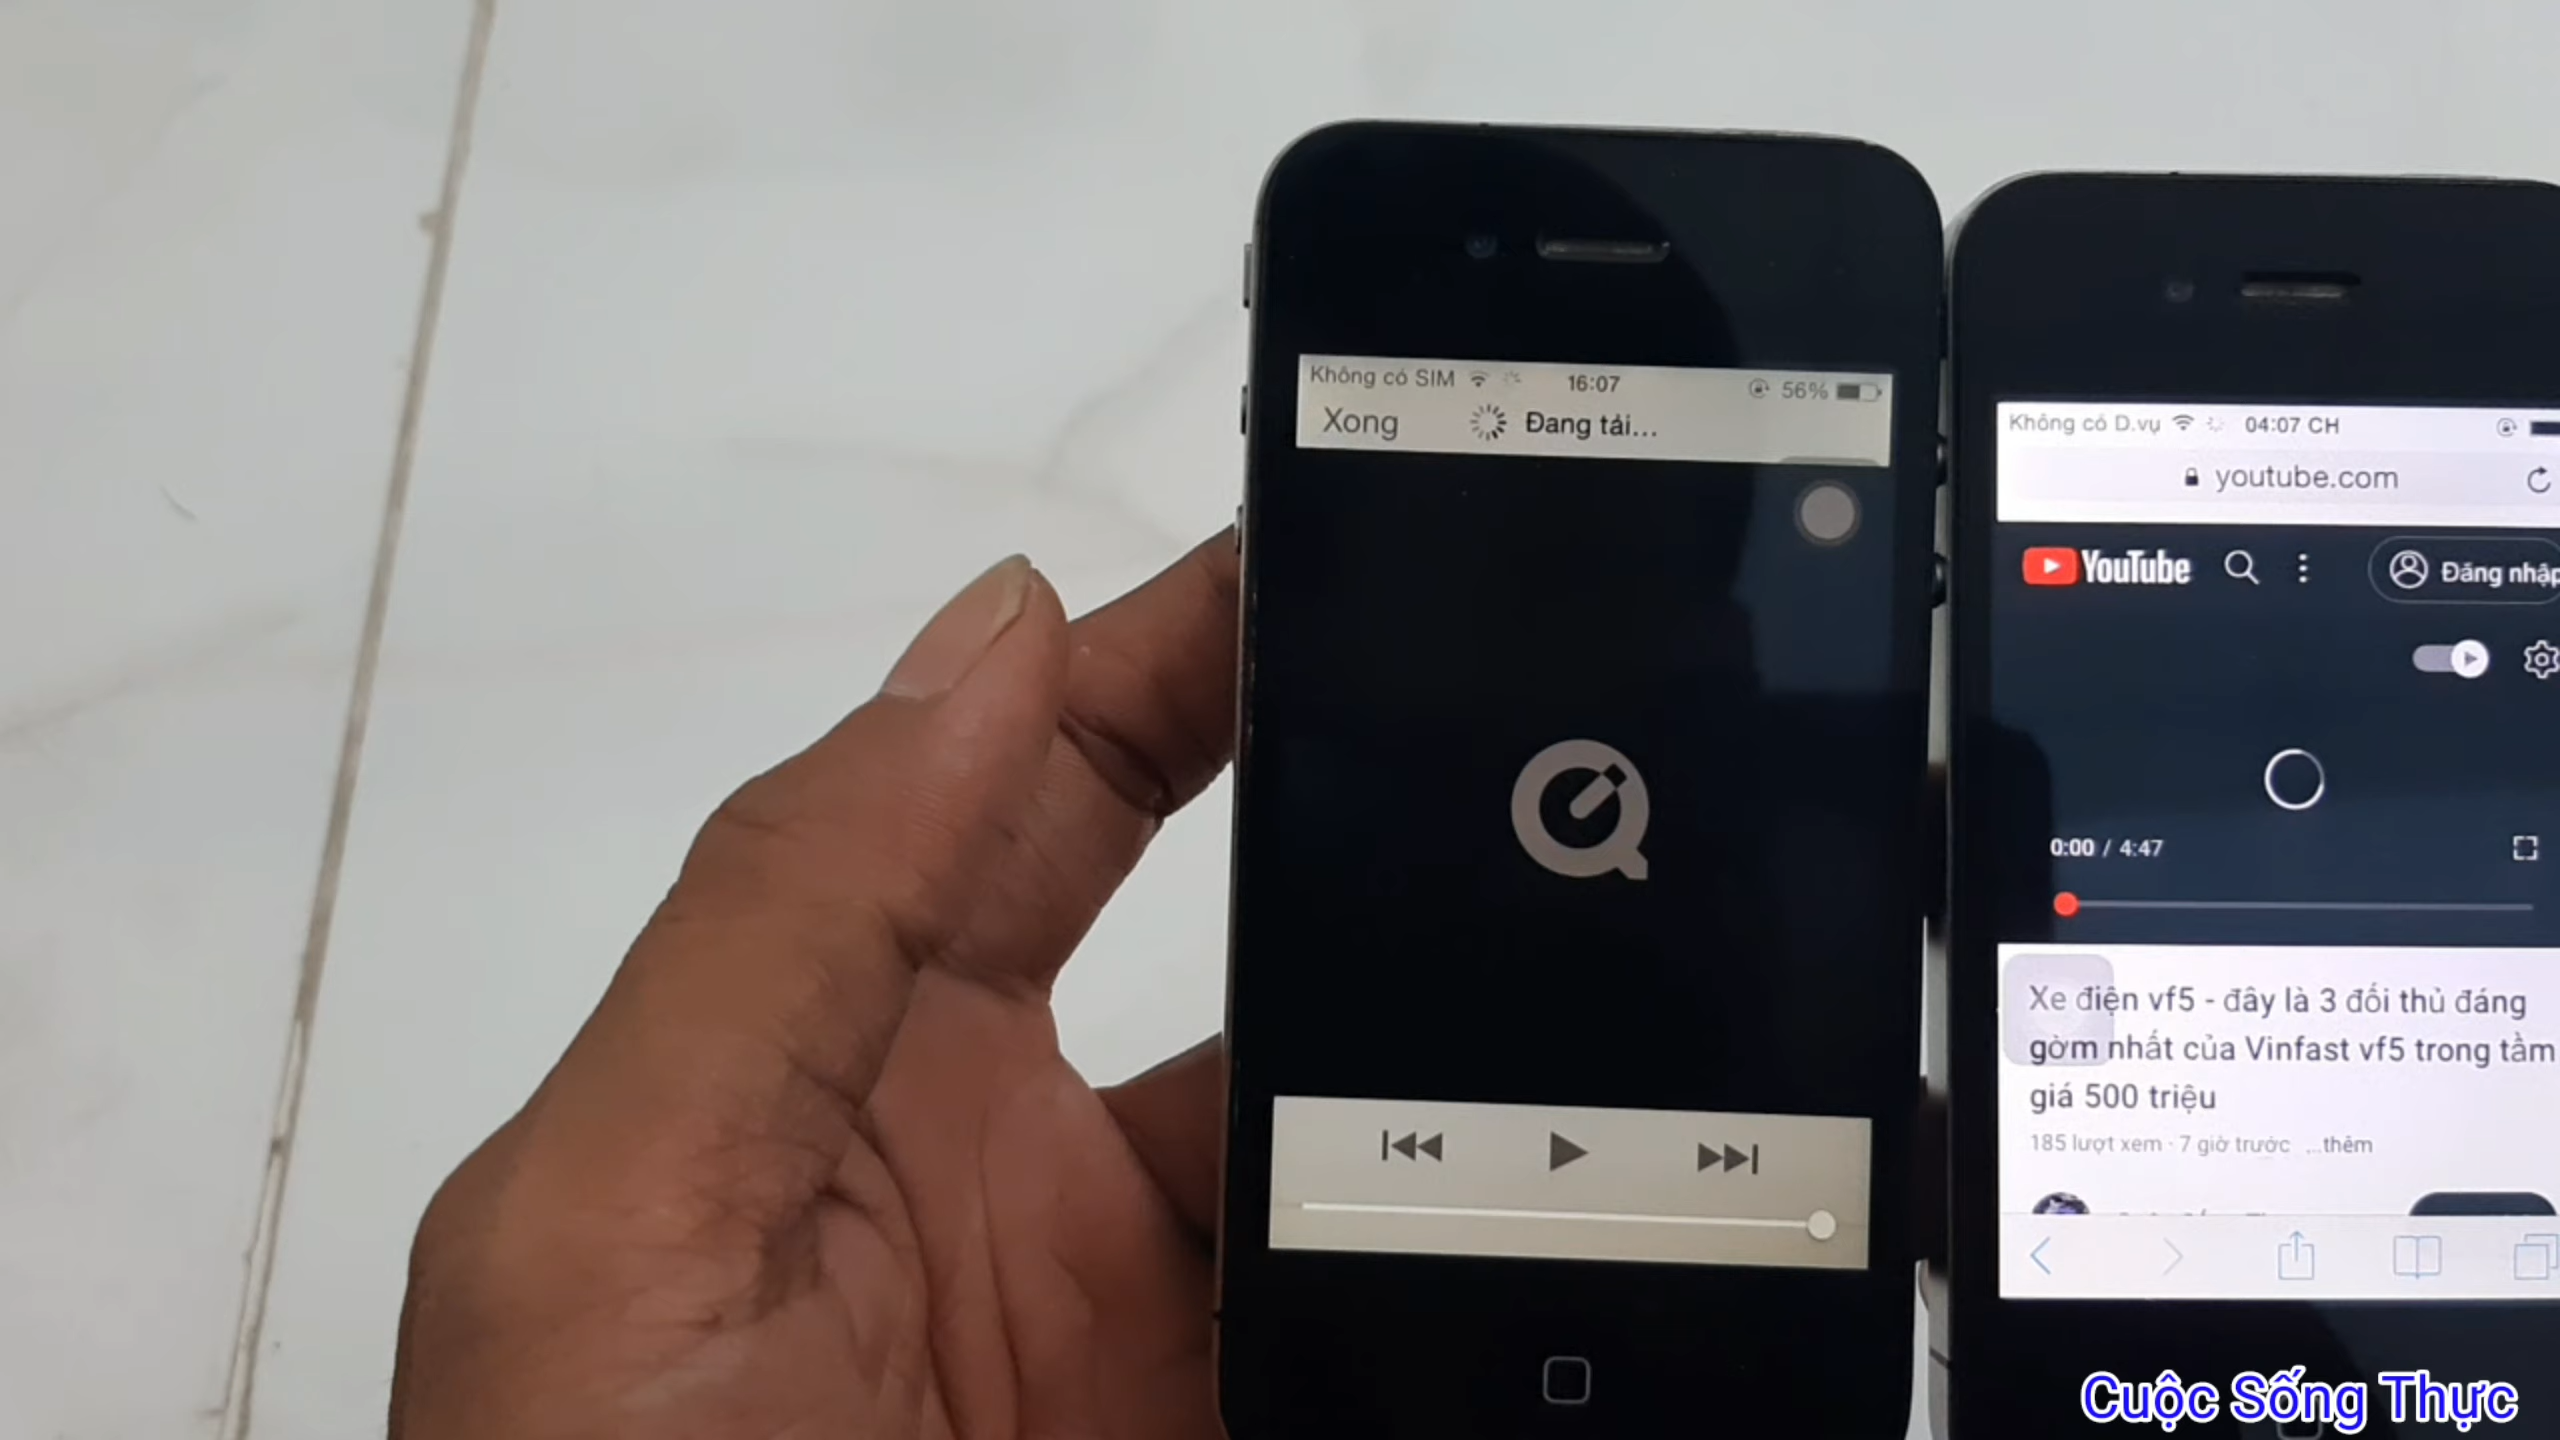 Không có SIM 16:07 56%
Xong Đang tải...
Không có D.vụ 04:07 CH
youtube.com
YouTube Đăng nhập
0:00 / 4:47
Xe điện vf5 - đây là 3 đối thủ đáng
gờm nhất của Vinfast vf5 trong tầm
giá 500 triệu
185 lượt xem · 7 giờ trước ...thêm
Cuộc Sống Thực